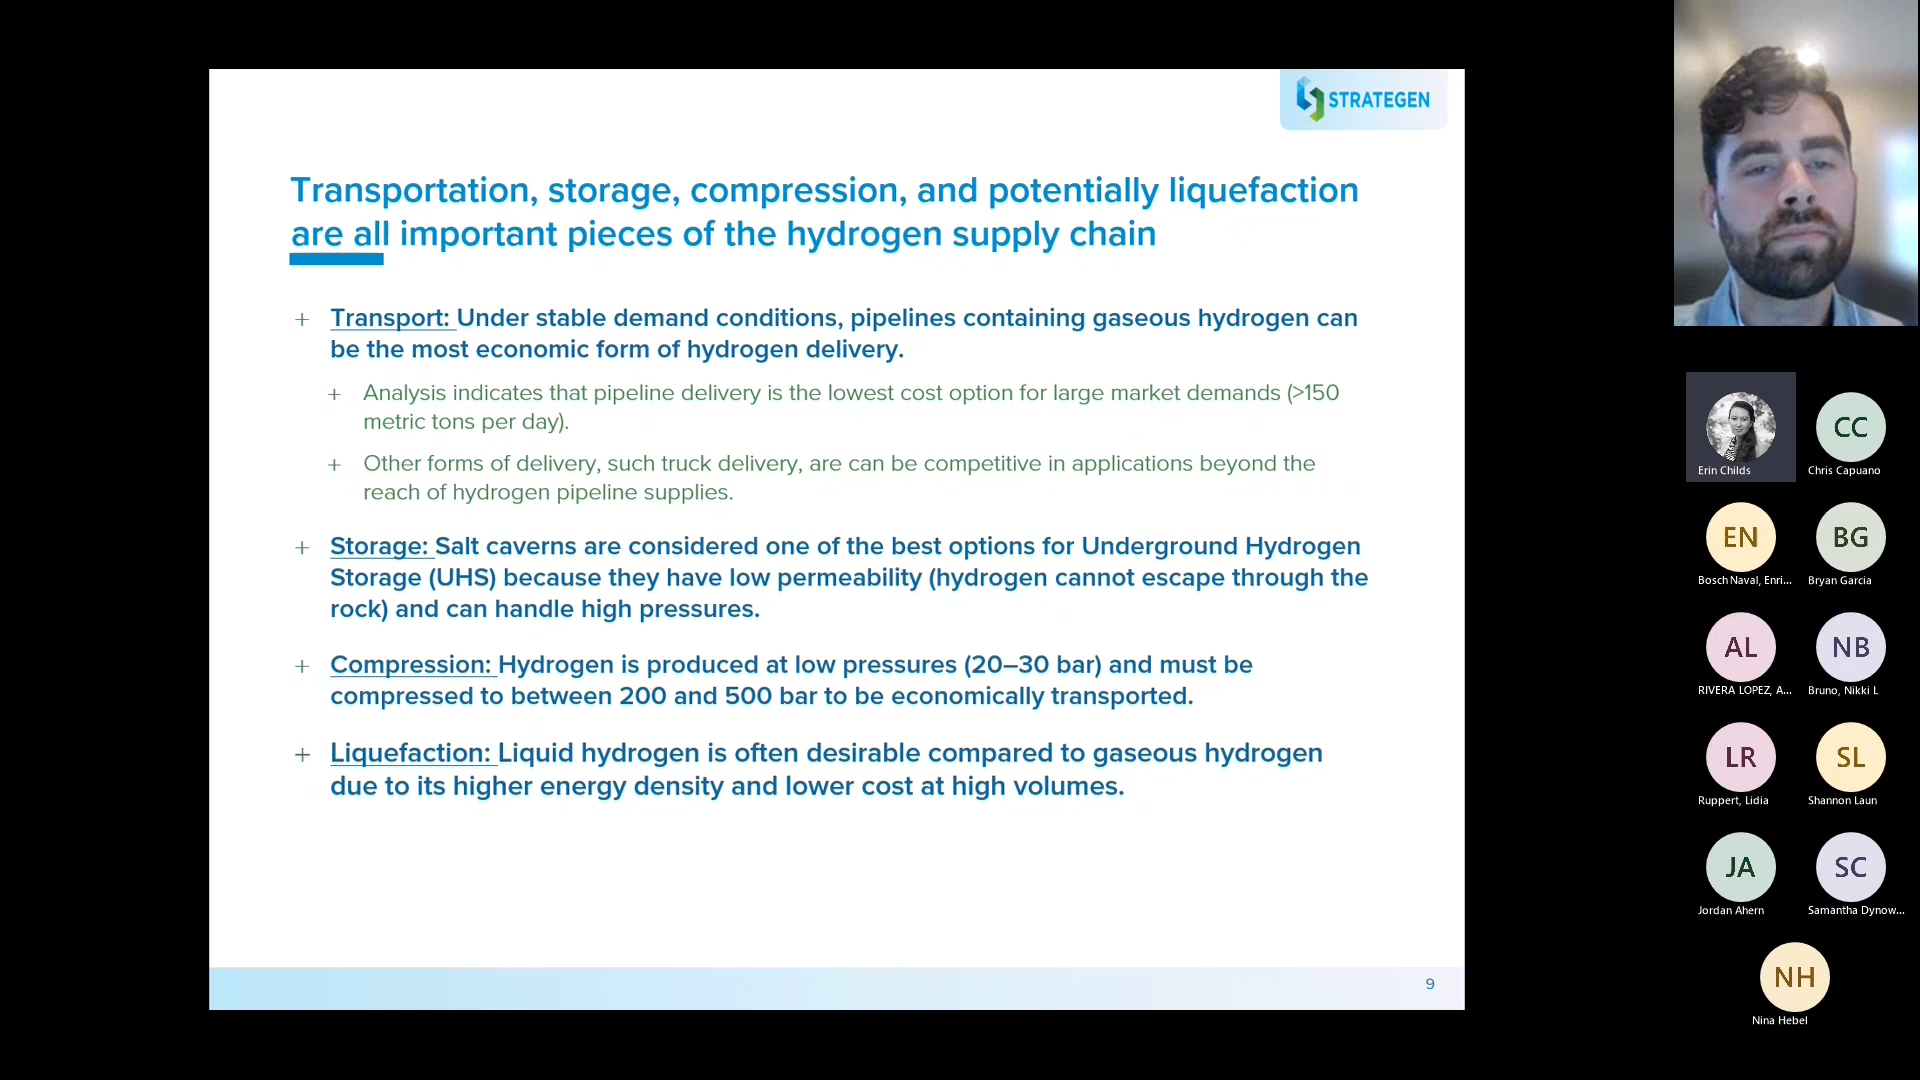 STRATEGEN
Transportation, storage, compression, and potentially liquefaction
are all important pieces of the hydrogen supply chain
+ Transport: Under stable demand conditions, pipelines containing gaseous hydrogen can
be the most economic form of hydrogen delivery.
+ Analysis indicates that pipeline delivery is the lowest cost option for large market demands (>150
metric tons per day).
+ Other forms of delivery, such truck delivery, are can be competitive in applications beyond the
reach of hydrogen pipeline supplies.
+ Storage: Salt caverns are considered one of the best options for Underground Hydrogen
Storage (UHS) because they have low permeability (hydrogen cannot escape through the
rock) and can handle high pressures.
+ Compression: Hydrogen is produced at low pressures (20–30 bar) and must be
compressed to between 200 and 500 bar to be economically transported.
+ Liquefaction: Liquid hydrogen is often desirable compared to gaseous hydrogen
due to its higher energy density and lower cost at high volumes.
9
Erin Childs
CC
Chris Capuano
EN
Bosch Naval, Enri...
BG
Bryan Garcia
AL
RIVERA LOPEZ, A...
NB
Bruno, Nikki L
LR
Ruppert, Lidia
SL
Shannon Laun
JA
Jordan Ahern
SC
Samantha Dynow...
NH
Nina Hebel